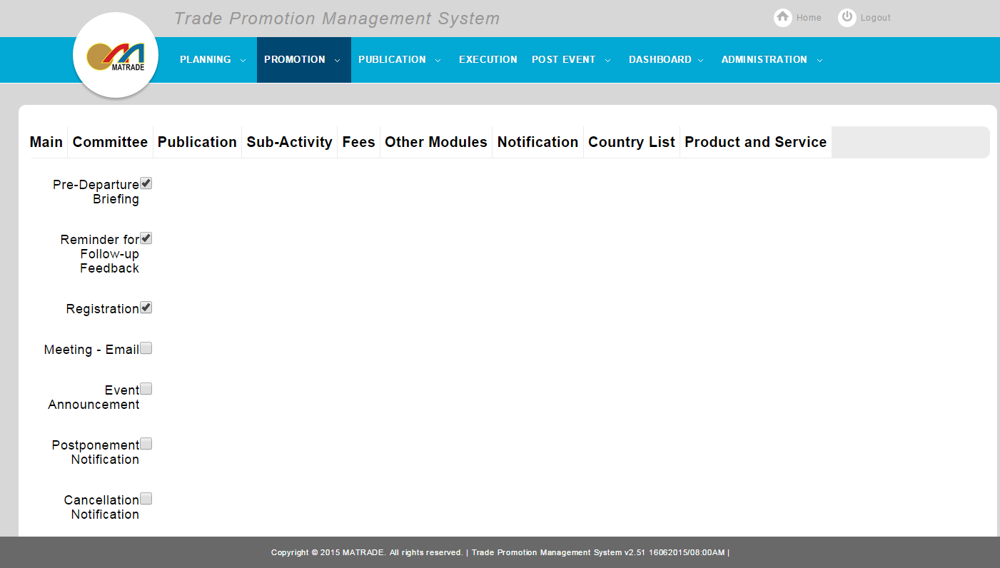 Trade Promotion Management System
Home
Logout
MATRADE
PLANNING
PROMOTION
PUBLICATION
EXECUTION
POST EVENT
DASHBOARD
ADMINISTRATION
Main
Committee
Publication
Sub-Activity
Fees
Other Modules
Notification
Country List
Product and Service
Pre-Departure
Briefing
Reminder for
Follow-up
Feedback
Registration
Meeting - Email
Event
Announcement
Postponement
Notification
Cancellation
Notification
Copyright © 2015 MATRADE. All rights reserved. | Trade Promotion Management System v2.51 16062015/08:00AM |